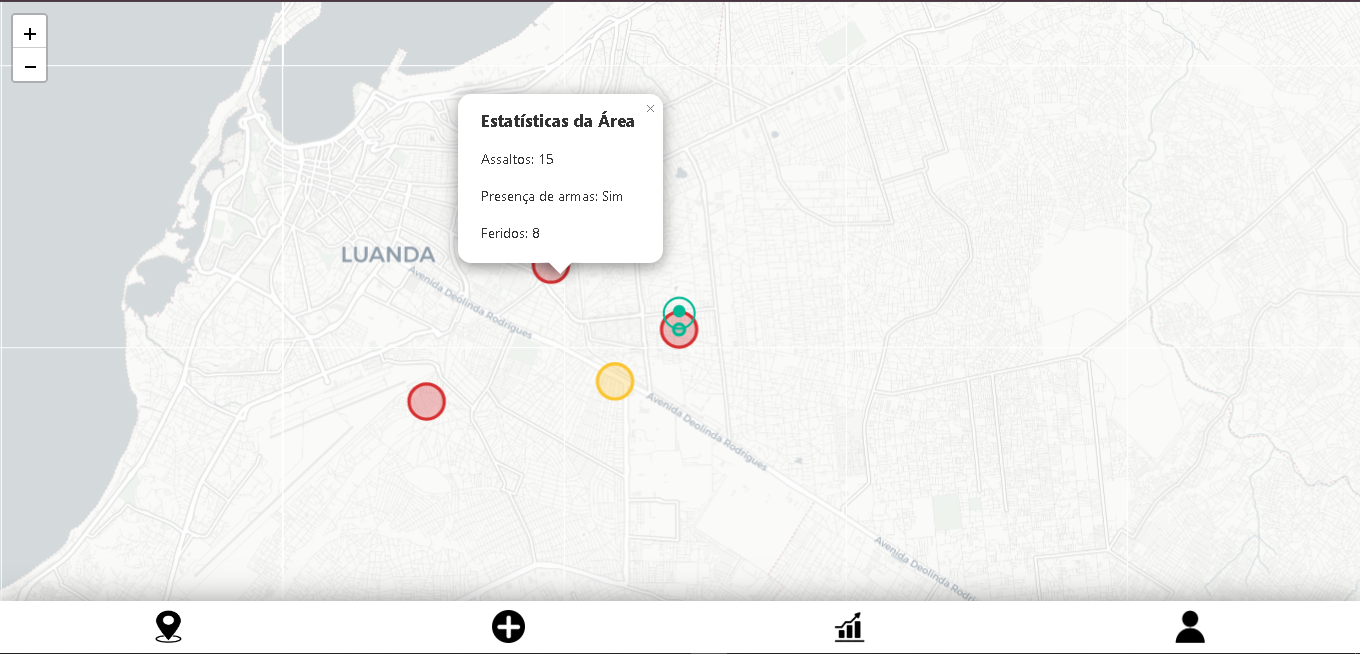 +
−
Estatísticas da Área
×
Assaltos: 15
Presença de armas: Sim
Feridos: 8
LUANDA
Avenida Deolinda Rodrigues
Avenida Deolinda Rodrigues
Avenida Deolinda Rodrig